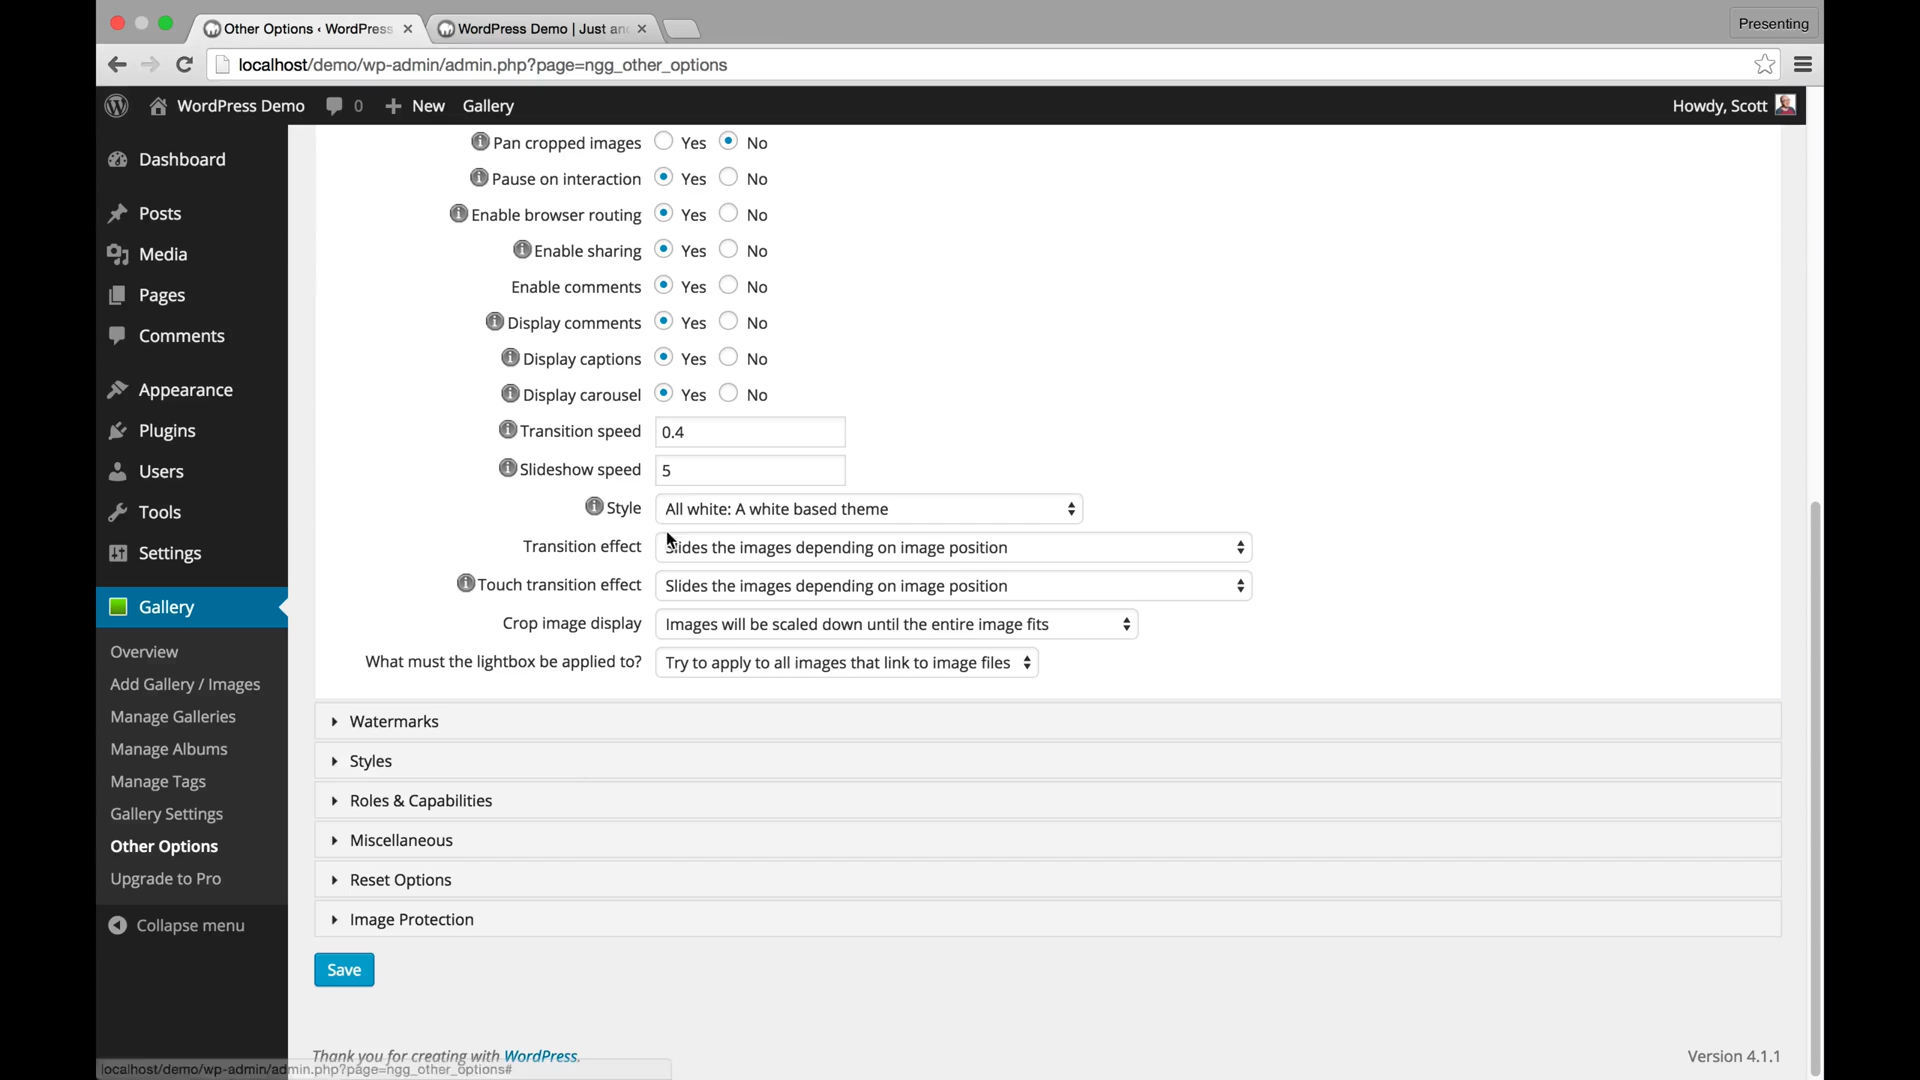 Other Options ‹ WordPress
WordPress Demo | Just an
Presenting
localhost/demo/wp-admin/admin.php?page=ngg_other_options
WordPress Demo 0 New Gallery Howdy, Scott
Dashboard
Posts
Media
Pages
Comments
Appearance
Plugins
Users
Tools
Settings
Gallery
Overview
Add Gallery / Images
Manage Galleries
Manage Albums
Manage Tags
Gallery Settings
Other Options
Upgrade to Pro
Collapse menu
Pan cropped images Yes No
Pause on interaction Yes No
Enable browser routing Yes No
Enable sharing Yes No
Enable comments Yes No
Display comments Yes No
Display captions Yes No
Display carousel Yes No
Transition speed 0.4
Slideshow speed 5
Style All white: A white based theme
Transition effect Slides the images depending on image position
Touch transition effect Slides the images depending on image position
Crop image display Images will be scaled down until the entire image fits
What must the lightbox be applied to? Try to apply to all images that link to image files
Watermarks
Styles
Roles & Capabilities
Miscellaneous
Reset Options
Image Protection
Save
Thank you for creating with WordPress.
Version 4.1.1
localhost/demo/wp-admin/admin.php?page=ngg_other_options#